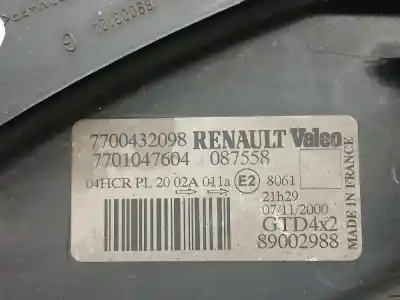 7700432098 RENAULT Valeo
7701047604 087558
04HCR PL 20 02A 011a E2 8061
21h29
07/11/2000
GTD4x2
89002988
MADE IN FRANCE